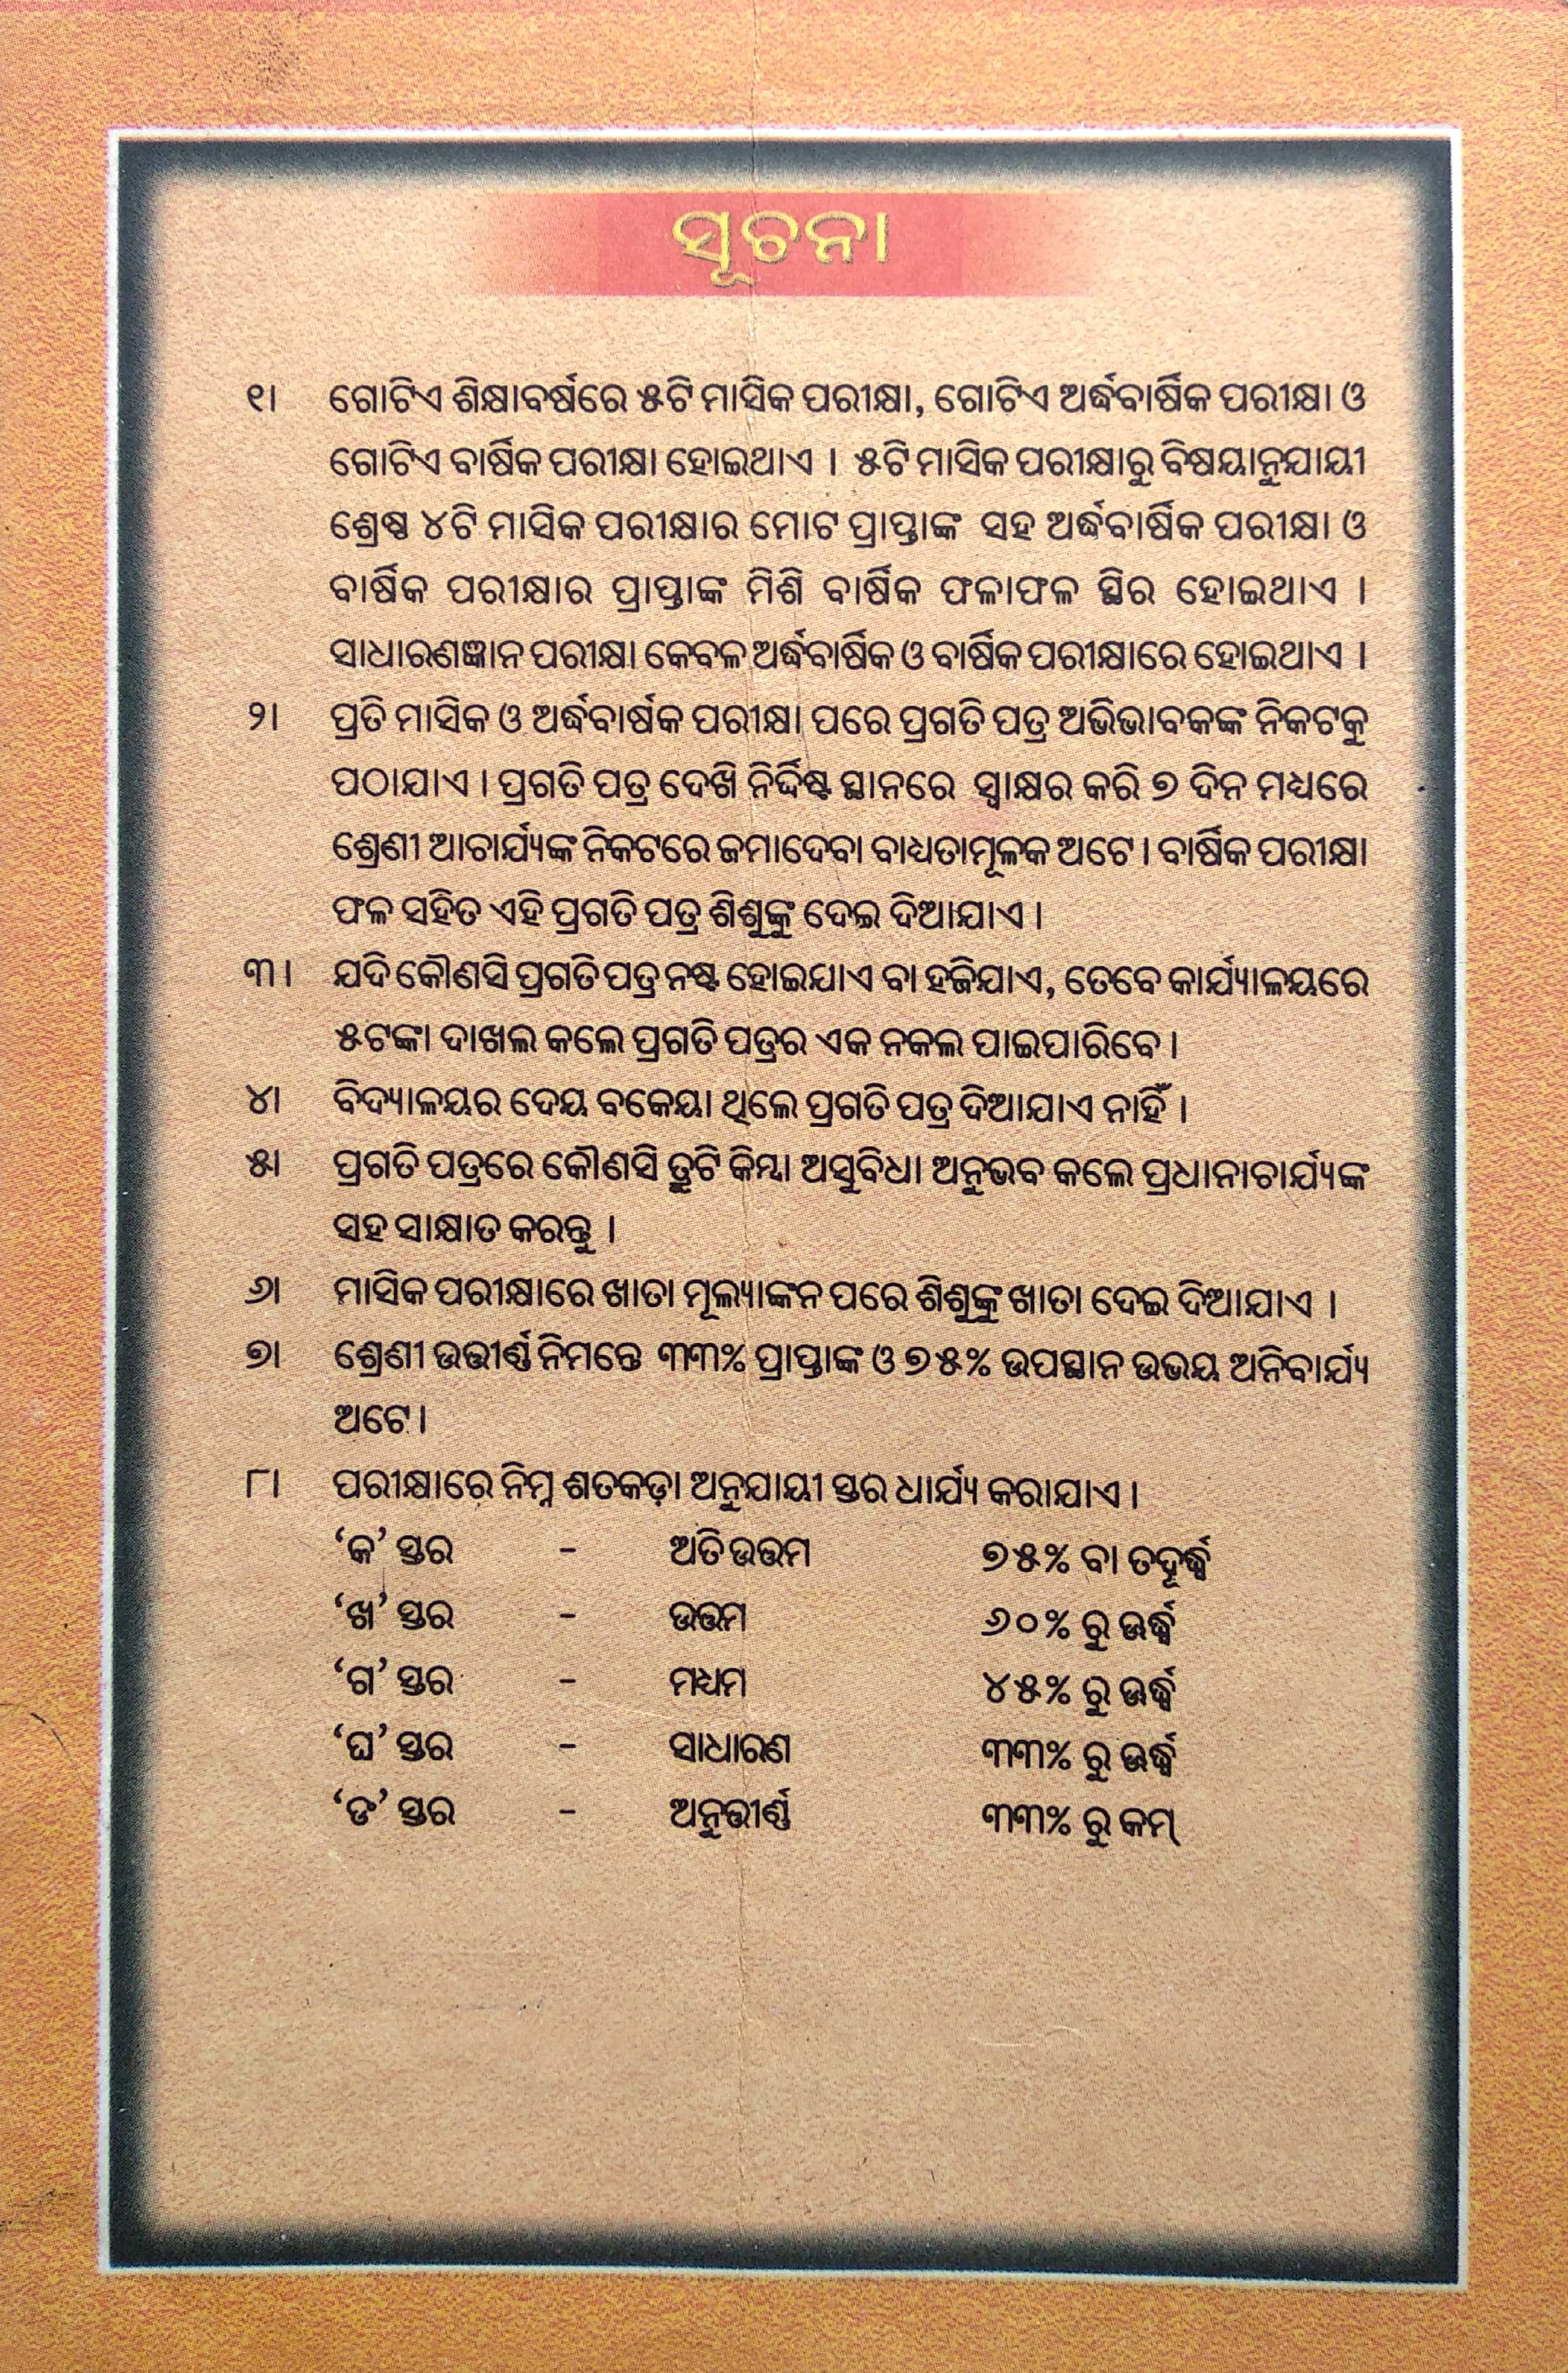 ସୂଚନା
୧। ଗୋଟିଏ ଶିକ୍ଷାବର୍ଷରେ ୫ଟି ମାସିକ ପରୀକ୍ଷା, ଗୋଟିଏ ଅର୍ଦ୍ଧବାର୍ଷିକ ପରୀକ୍ଷା ଓ
ଗୋଟିଏ ବାର୍ଷିକ ପରୀକ୍ଷା ହୋଇଥାଏ । ୫ଟି ମାସିକ ପରୀକ୍ଷାରୁ ବିକ୍ଷୟାନୁଯାୟୀ
ଶ୍ରେଷ୍ଠ ୪ଟି ମାସିକ ପରୀକ୍ଷାର ମୋଟ ପ୍ରାପ୍ତାଙ୍କ ସହ ଅର୍ଦ୍ଧବାର୍ଷିକ ପରୀକ୍ଷା ଓ
ବାର୍ଷିକ ପରୀକ୍ଷାର ପ୍ରାପ୍ତାଙ୍କ ମିଶି ବାର୍ଷିକ ଫଳାଫଳ ସ୍ଥିର ହୋଇଥାଏ ।
ସାଧାରଣଜ୍ଞାନ ପରୀକ୍ଷା କେବଳ ଅର୍ଦ୍ଧବାର୍ଷିକ ଓ ବାର୍ଷିକ ପରୀକ୍ଷାରେ ହୋଇଥାଏ ।
୨। ପ୍ରତି ମାସିକ ଓ ଅର୍ଦ୍ଧବାର୍ଷକ ପରୀକ୍ଷା ପରେ ପ୍ରଗତି ପତ୍ର ଅଭିଭାବକଙ୍କ ନିକଟକୁ
ପଠାଯାଏ । ପ୍ରଗତି ପତ୍ର ଦେଖି ନିର୍ଦ୍ଦିଷ୍ଟ ସ୍ଥାନରେ ସ୍ୱାକ୍ଷର କରି ୭ ଦିନ ମଧ୍ୟରେ
ଶ୍ରେଣୀ ଆଚାର୍ଯ୍ୟଙ୍କ ନିକଟରେ ଜମାଦେବା ବାଧ୍ୟତାମୂଳକ ଅଟେ । ବାର୍ଷିକ ପରୀକ୍ଷା
ଫଳ ସହିତ ଏହି ପ୍ରଗତି ପତ୍ର ଶିଶୁଙ୍କୁ ଦେଇ ଦିଆଯାଏ ।
୩ । ଯଦି କୌଣସି ପ୍ରଗତି ପତ୍ର ନଷ୍ଟ ହୋଇଯାଏ ବା ହଜିଯାଏ, ତେବେ କାର୍ଯ୍ୟାଳୟରେ
୫ଟଙ୍କା ଦାଖଲ କଲେ ପ୍ରଗତି ପତ୍ରର ଏକ ନକଲ ପାଇପାରିବେ ।
୪। ବିଦ୍ୟାଳୟର ଦେୟ ବକେୟା ଥିଲେ ପ୍ରଗତି ପତ୍ର ଦିଆଯାଏ ନାହିଁ ।
୫। ପ୍ରଗତି ପତ୍ରରେ କୌଣସି ତ୍ରୁଟି କିମ୍ବା ଅସୁବିଧା ଅନୁଭବ କଲେ ପ୍ରଧାନାଚାର୍ଯ୍ୟଙ୍କ
ସହ ସାକ୍ଷାତ କରନ୍ତୁ ।
୬। ମାସିକ ପରୀକ୍ଷାରେ ଖାତା ମୂଲ୍ୟାଙ୍କନ ପରେ ଶିଶୁଙ୍କୁ ଖାତା ଦେଇ ଦିଆଯାଏ ।
୭। ଶ୍ରେଣୀ ଉତ୍ତୀର୍ଣ୍ଣ ନିମନ୍ତେ ୩୩% ପ୍ରାପ୍ତାଙ୍କ ଓ ୭୫% ଉପସ୍ଥାନ ଉଭୟ ଅନିବାର୍ଯ୍ୟ
ଅଟେ ।
୮। ପରୀକ୍ଷାରେ ନିମ୍ନ ଶତକଡ଼ା ଅନୁଯାୟୀ ସ୍ତର ଧାର୍ଯ୍ୟ କରାଯାଏ ।
‘କ’ ସ୍ତର - ଅତି ଉତ୍ତମ ୭୫% ବା ତଦୂର୍ଦ୍ଧ୍ୱ
‘ଖ’ ସ୍ତର - ଉତ୍ତମ ୬୦% ରୁ ଊର୍ଦ୍ଧ୍ୱ
‘ଗ’ ସ୍ତର - ମଧ୍ୟମ ୪୫% ରୁ ଊର୍ଦ୍ଧ୍ୱ
‘ଘ’ ସ୍ତର - ସାଧାରଣ ୩୩% ରୁ ଊର୍ଦ୍ଧ୍ୱ
‘ଙ’ ସ୍ତର - ଅନୁତ୍ତୀର୍ଣ୍ଣ ୩୩% ରୁ କମ୍